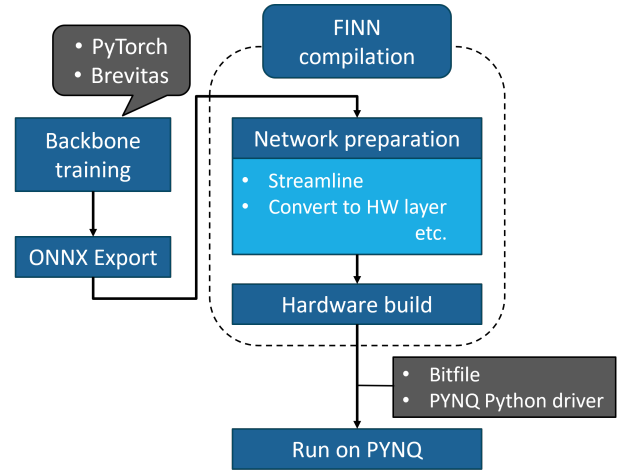 • PyTorch
• Brevitas
Backbone
training
ONNX Export
FINN
compilation
Network preparation
• Streamline
• Convert to HW layer
etc.
Hardware build
• Bitfile
• PYNQ Python driver
Run on PYNQ